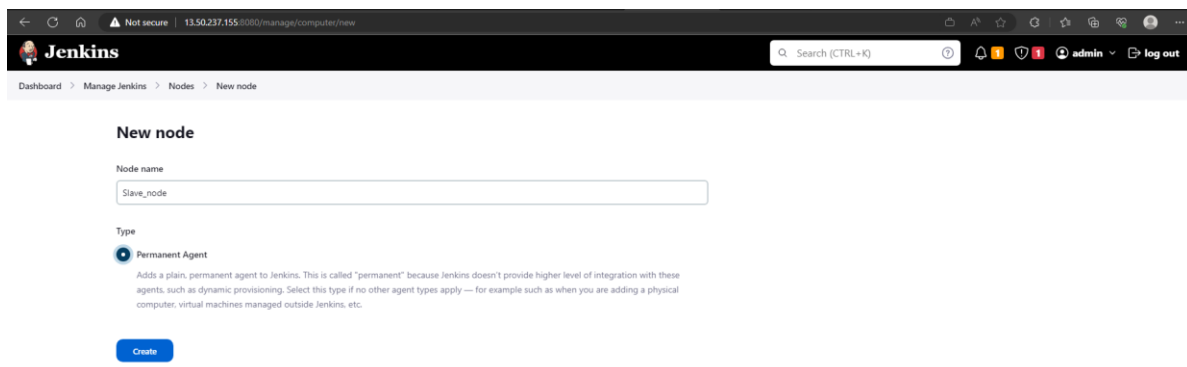 Not secure | 13.50.237.155:8080/manage/computer/new
Jenkins
Search (CTRL+K)
1
1
admin
log out
Dashboard > Manage Jenkins > Nodes > New node
New node
Node name
Slave_node
Type
Permanent Agent
Adds a plain, permanent agent to Jenkins. This is called "permanent" because Jenkins doesn't provide higher level of integration with these
agents, such as dynamic provisioning. Select this type if no other agent types apply — for example such as when you are adding a physical
computer, virtual machines managed outside Jenkins, etc.
Create